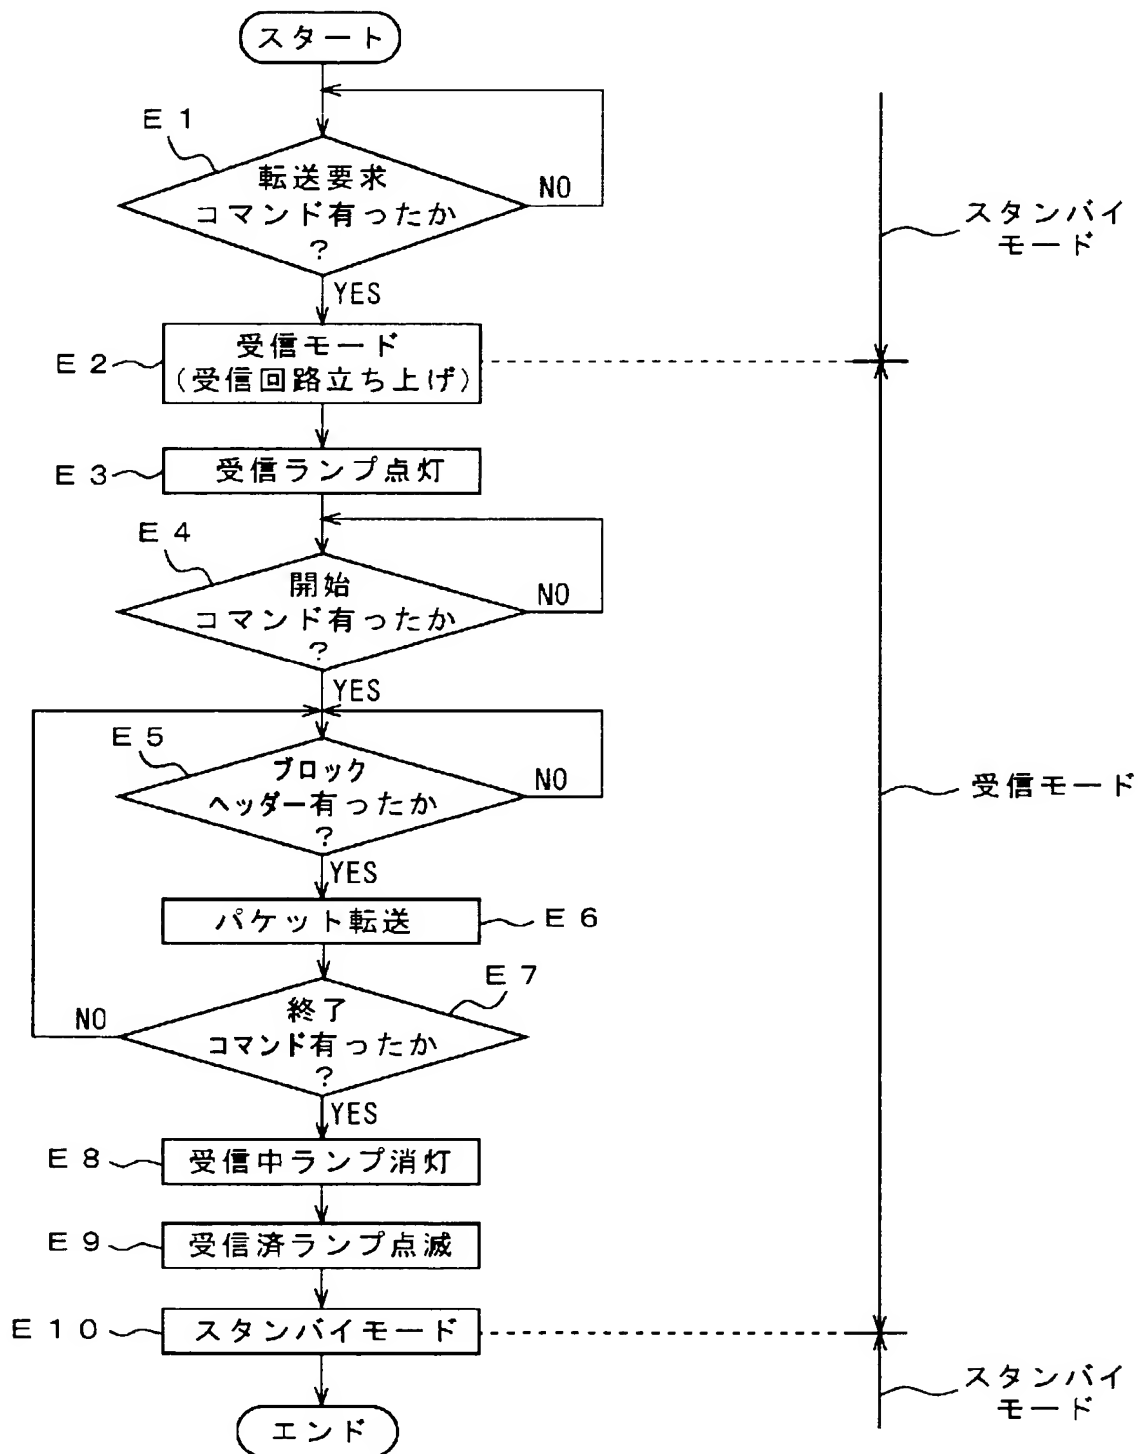 スタート
E 1
転送要求
コマンド有ったか
?
NO
YES
スタンバイ
モード
E 2
受信モード
(受信回路立ち上げ)
E 3
受信ランプ点灯
E 4
開始
コマンド有ったか
?
NO
YES
E 5
ブロック
ヘッダー有ったか
?
NO
YES
受信モード
パケット転送
E 6
E 7
終了
コマンド有ったか
?
NO
YES
E 8
受信中ランプ消灯
E 9
受信済ランプ点滅
E 10
スタンバイモード
スタンバイ
モード
エンド